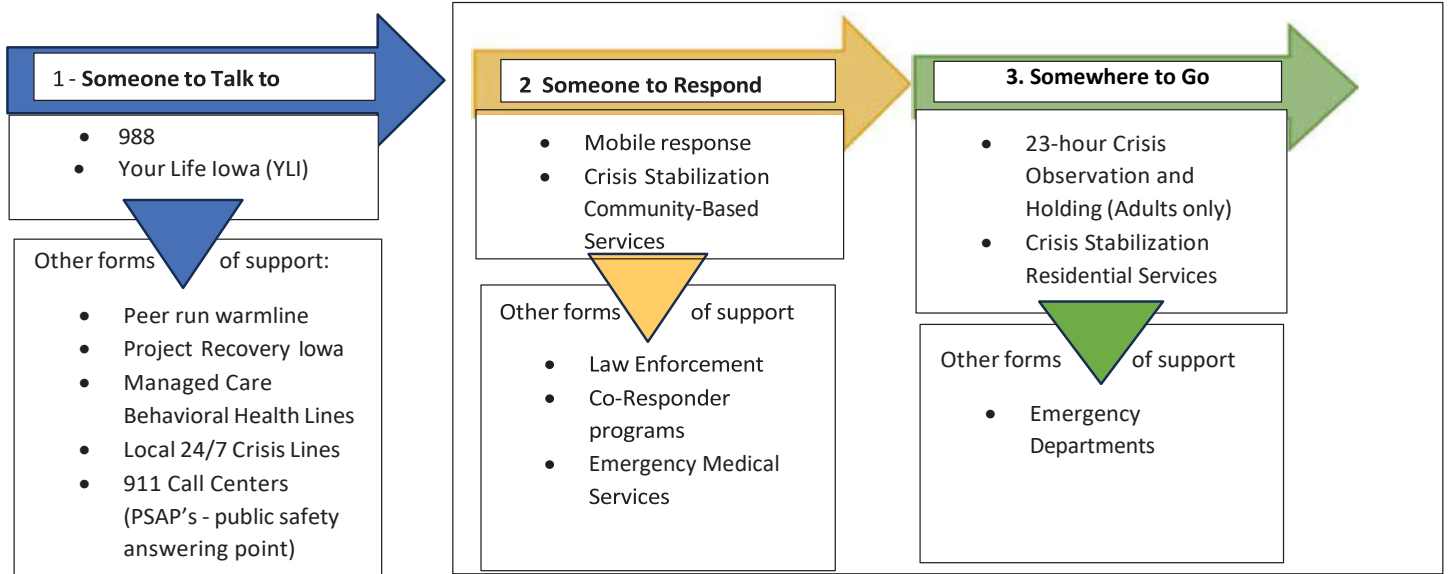 1 - Someone to Talk to
• 988
• Your Life Iowa (YLI)
Other forms of support:
• Peer run warmline
• Project Recovery Iowa
• Managed Care
Behavioral Health Lines
• Local 24/7 Crisis Lines
• 911 Call Centers
(PSAP's - public safety
answering point)
2 Someone to Respond
• Mobile response
• Crisis Stabilization
Community-Based
Services
Other forms of support
• Law Enforcement
• Co-Responder
programs
• Emergency Medical
Services
3. Somewhere to Go
• 23-hour Crisis
Observation and
Holding (Adults only)
• Crisis Stabilization
Residential Services
Other forms of support
• Emergency
Departments